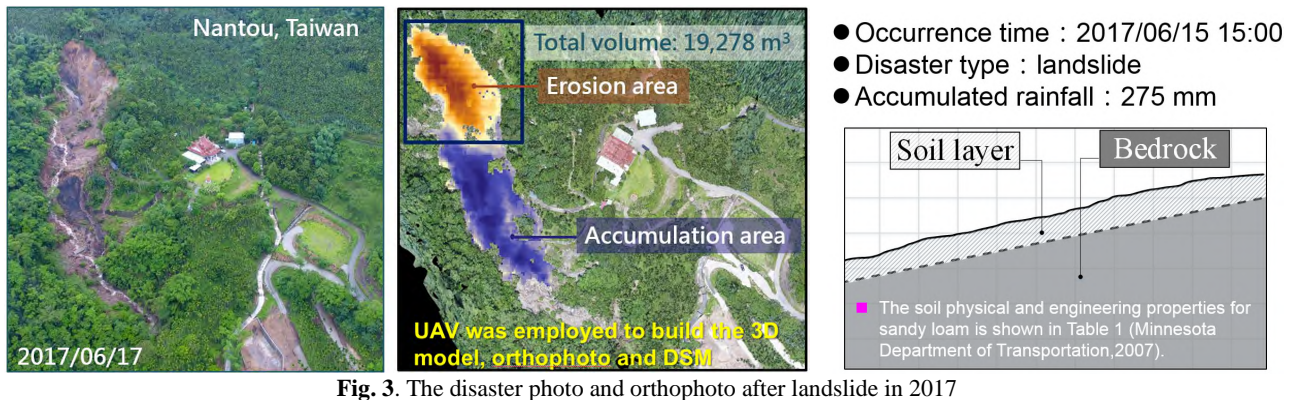 Nantou, Taiwan
2017/06/17
Total volume: 19,278 m³
Erosion area
Accumulation area
UAV was employed to build the 3D
model, orthophoto and DSM
● Occurrence time：2017/06/15 15:00
● Disaster type：landslide
● Accumulated rainfall：275 mm
Soil layer
Bedrock
■ The soil physical and engineering properties for
sandy loam is shown in Table 1 (Minnesota
Department of Transportation,2007).
Fig. 3. The disaster photo and orthophoto after landslide in 2017